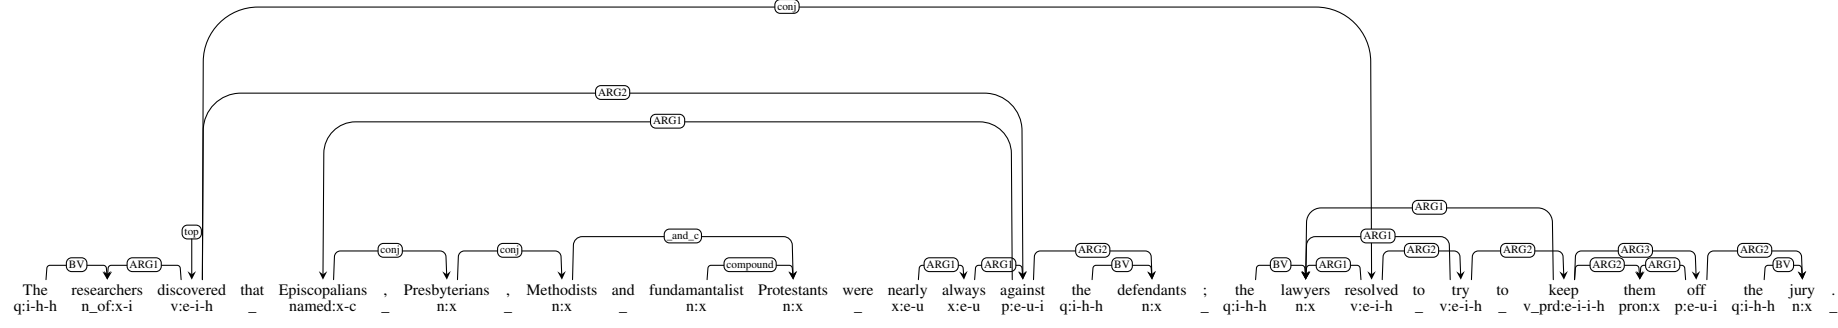 conj
ARG2
ARG1
ARG1
top _and_c ARG1
conj conj ARG2 ARG2 ARG2 ARG3 ARG2
BV ARG1 compound ARG1 ARG1 BV BV ARG1 ARG2 ARG1 BV
The researchers discovered that Episcopalians , Presbyterians , Methodists and fundamantalist Protestants were nearly always against the defendants ; the lawyers resolved to try to keep them off the jury .
q:i-h-h n_of:x-i v:e-i-h _ named:x-c _ n:x _ n:x _ n:x n:x _ x:e-u x:e-u p:e-u-i q:i-h-h n:x _ q:i-h-h n:x v:e-i-h _ v:e-i-h _ v_prd:e-i-i-h pron:x p:e-u-i q:i-h-h n:x _